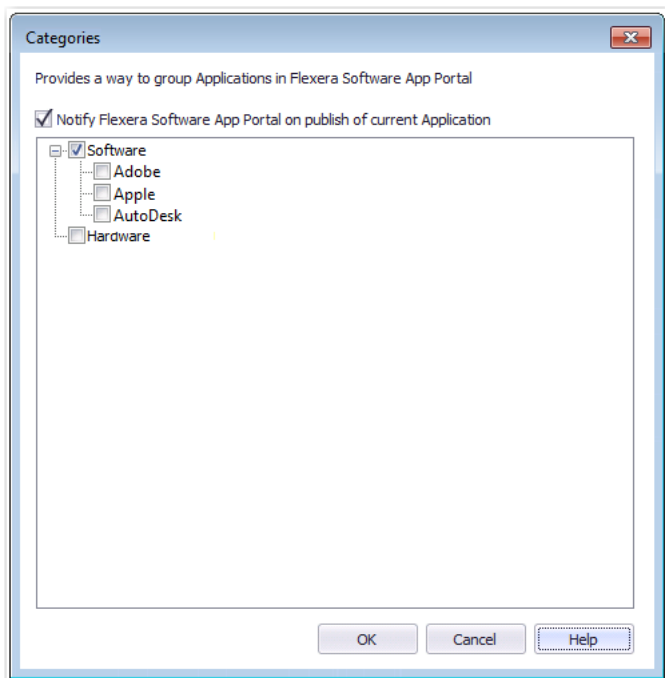 Categories
Provides a way to group Applications in Flexera Software App Portal
Notify Flexera Software App Portal on publish of current Application
Software
Adobe
Apple
AutoDesk
Hardware
OK Cancel Help